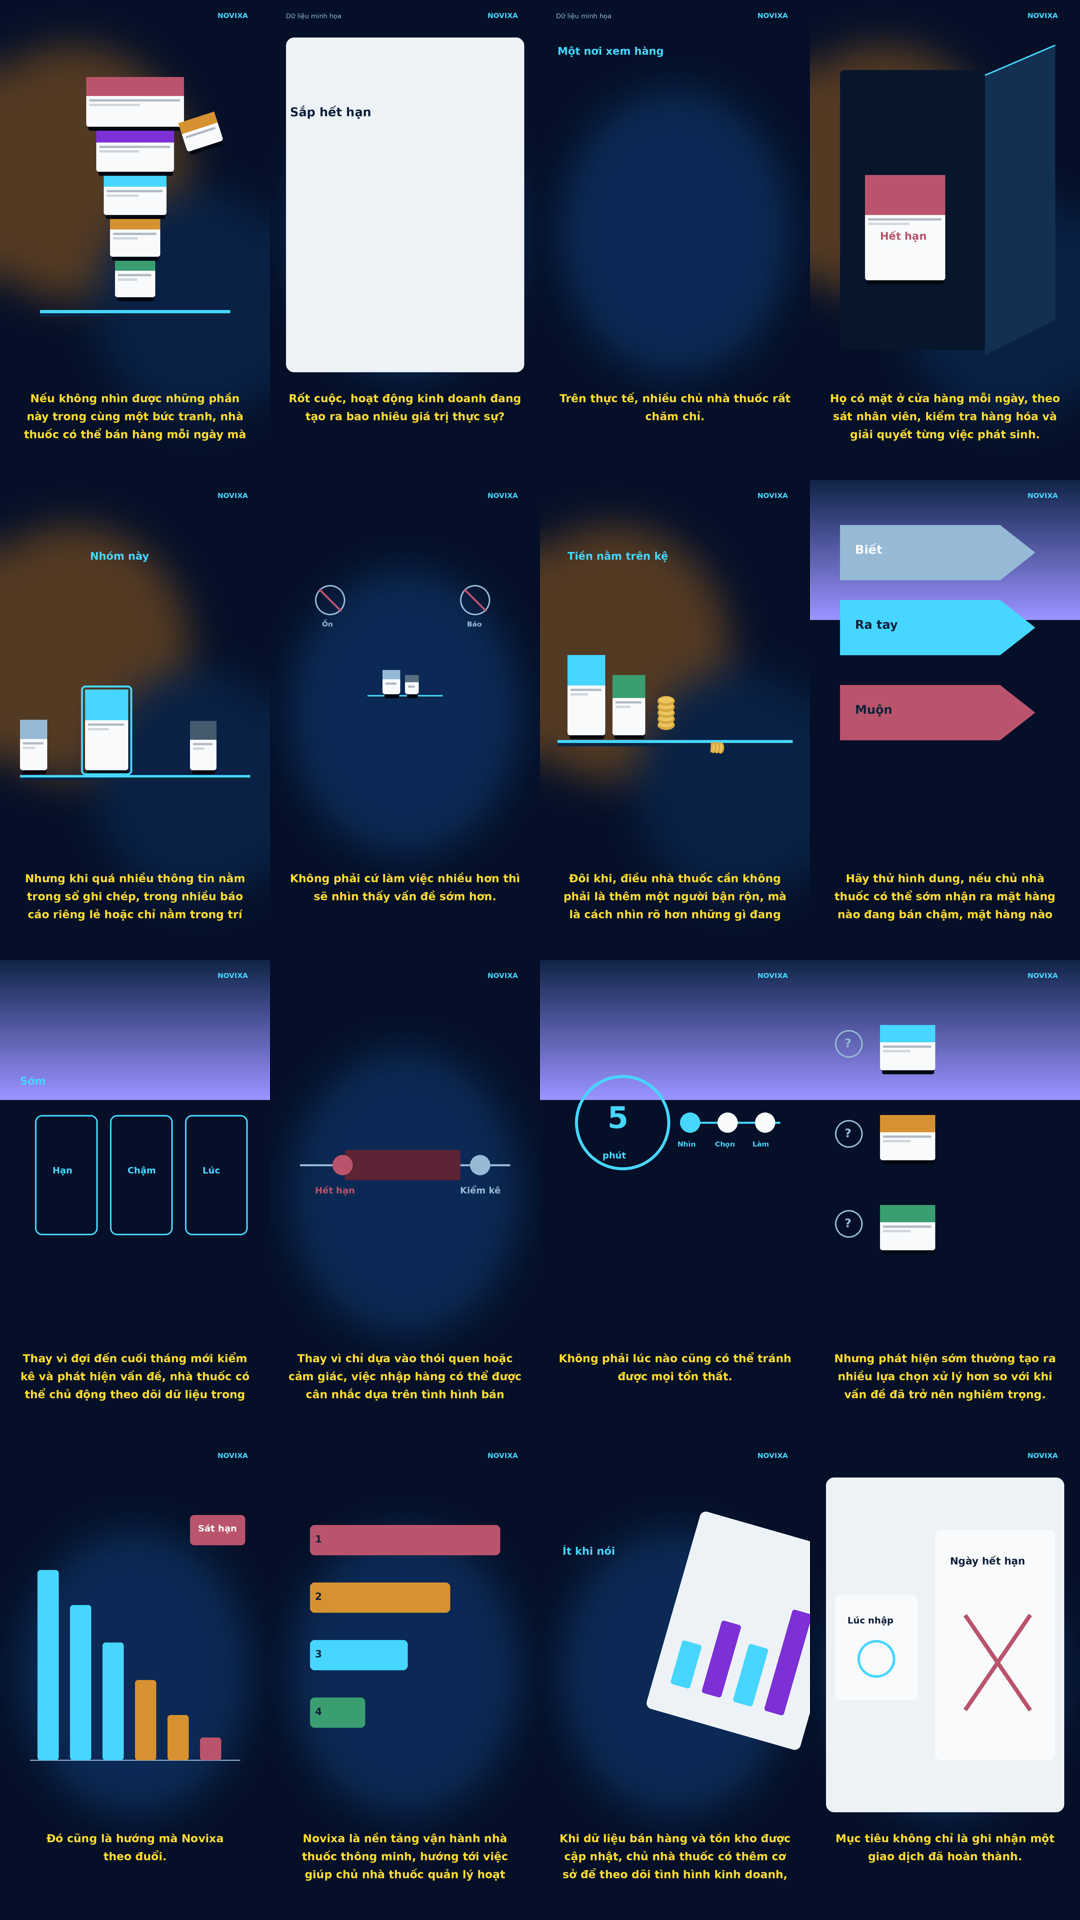 NOVIXA
Nếu không nhìn được những phần
này trong cùng một bức tranh, nhà
thuốc có thể bán hàng mỗi ngày mà
Dữ liệu minh họa
NOVIXA
Sắp hết hạn
Rốt cuộc, hoạt động kinh doanh đang
tạo ra bao nhiêu giá trị thực sự?
Dữ liệu minh họa
NOVIXA
Một nơi xem hàng
Trên thực tế, nhiều chủ nhà thuốc rất
chăm chỉ.
NOVIXA
Hết hạn
Họ có mặt ở cửa hàng mỗi ngày, theo
sát nhân viên, kiểm tra hàng hóa và
giải quyết từng việc phát sinh.
NOVIXA
Nhóm này
Nhưng khi quá nhiều thông tin nằm
trong sổ ghi chép, trong nhiều báo
cáo riêng lẻ hoặc chỉ nằm trong trí
NOVIXA
Ổn
Báo
Không phải cứ làm việc nhiều hơn thì
sẽ nhìn thấy vấn đề sớm hơn.
NOVIXA
Tiền nằm trên kệ
Đôi khi, điều nhà thuốc cần không
phải là thêm một người bận rộn, mà
là cách nhìn rõ hơn những gì đang
NOVIXA
Biết
Ra tay
Muộn
Hãy thử hình dung, nếu chủ nhà
thuốc có thể sớm nhận ra mặt hàng
nào đang bán chậm, mặt hàng nào
NOVIXA
Sớm
Hạn
Chậm
Lúc
Thay vì đợi đến cuối tháng mới kiểm
kê và phát hiện vấn đề, nhà thuốc có
thể chủ động theo dõi dữ liệu trong
NOVIXA
Hết hạn
Kiểm kê
Thay vì chỉ dựa vào thói quen hoặc
cảm giác, việc nhập hàng có thể được
cân nhắc dựa trên tình hình bán
NOVIXA
5
phút
Nhìn
Chọn
Làm
Không phải lúc nào cũng có thể tránh
được mọi tổn thất.
NOVIXA
?
?
?
Nhưng phát hiện sớm thường tạo ra
nhiều lựa chọn xử lý hơn so với khi
vấn đề đã trở nên nghiêm trọng.
NOVIXA
Sát hạn
Đó cũng là hướng mà Novixa
theo đuổi.
NOVIXA
1
2
3
4
Novixa là nền tảng vận hành nhà
thuốc thông minh, hướng tới việc
giúp chủ nhà thuốc quản lý hoạt
NOVIXA
Ít khi nói
Khi dữ liệu bán hàng và tồn kho được
cập nhật, chủ nhà thuốc có thêm cơ
sở để theo dõi tình hình kinh doanh,
NOVIXA
Ngày hết hạn
Lúc nhập
Mục tiêu không chỉ là ghi nhận một
giao dịch đã hoàn thành.